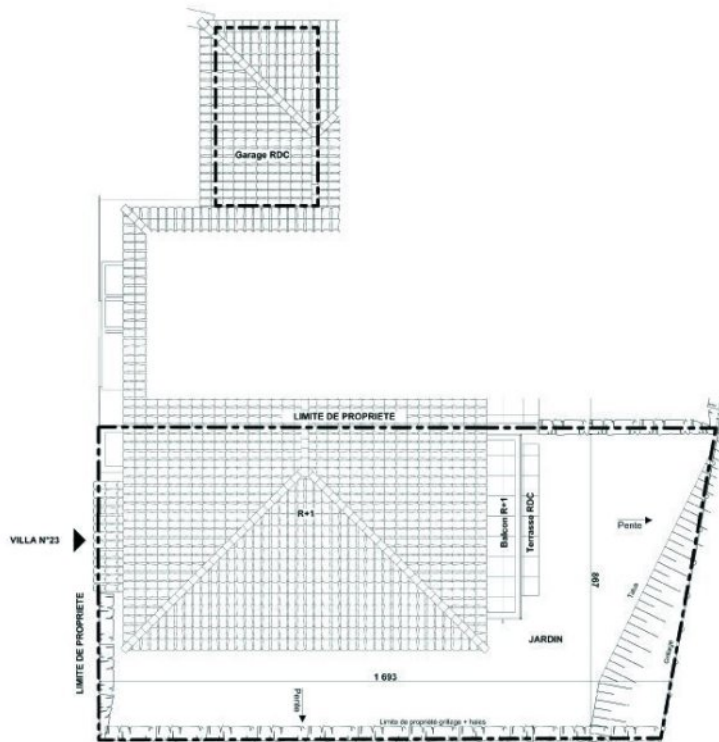 Garage RDC
LIMITE DE PROPRIETE
R+1
Balcon R+1
Terrasse RDC
Pente
VILLA N°23
867
Talus
Grillage
LIMITE DE PROPRIETE
JARDIN
1 693
Pente
Limite de propriété grillage + haies